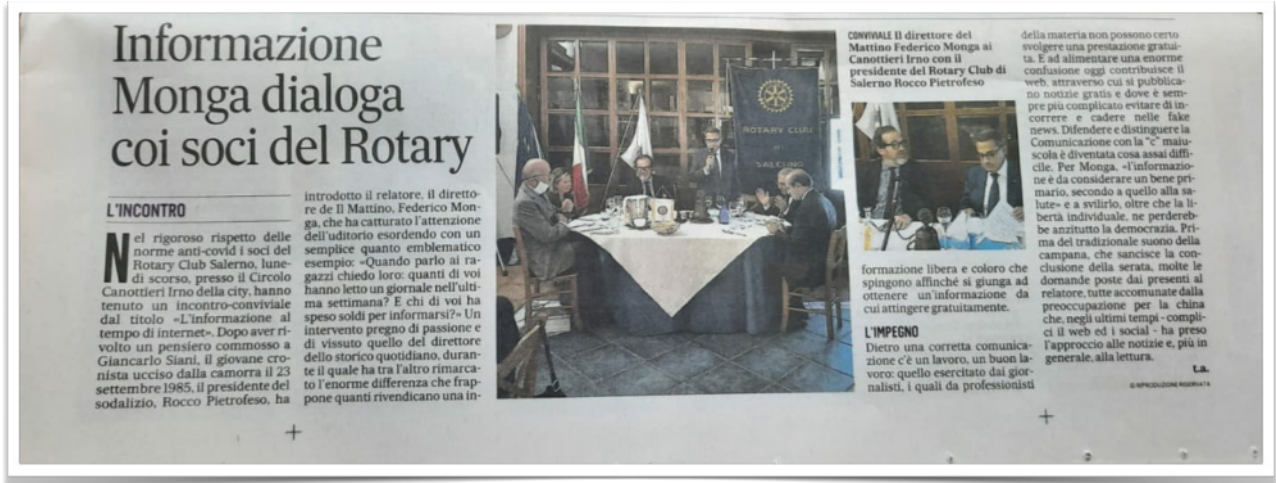 Informazione
Monga dialoga
coi soci del Rotary
L'INCONTRO
Nel rigoroso rispetto delle
norme anti-covid i soci del
Rotary Club Salerno, lune-
dì scorso, presso il Circolo
Canottieri Irno della city, hanno
tenuto un incontro-conviviale
dal titolo «L'informazione al
tempo di internet». Dopo aver ri-
volto un pensiero commosso a
Giancarlo Siani, il giovane cro-
nista ucciso dalla camorra il 23
settembre 1985, il presidente del
sodalizio, Rocco Pietrofeso, ha
introdotto il relatore, il diretto-
re de Il Mattino, Federico Mon-
ga, che ha catturato l'attenzione
dell'uditorio esordendo con un
semplice quanto emblematico
esempio: «Quando parlo ai ra-
gazzi chiedo loro: quanti di voi
hanno letto un giornale nell'ulti-
ma settimana? E chi di voi ha
speso soldi per informarsi?» Un
intervento pregno di passione e
di vissuto quello del direttore
dello storico quotidiano, duran-
te il quale ha tra l'altro rimarca-
to l'enorme differenza che frap-
pone quanti rivendicano una in-
ROTARY CLUB
DI
SALERNO
CONVIVIALE Il direttore del
Mattino Federico Monga ai
Canottieri Irno con il
presidente del Rotary Club di
Salerno Rocco Pietrofeso
formazione libera e coloro che
spingono affinché si giunga ad
ottenere un'informazione da
cui attingere gratuitamente.
L'IMPEGNO
Dietro una corretta comunica-
zione c'è un lavoro, un buon la-
voro: quello esercitato dai gior-
nalisti, i quali da professionisti
della materia non possono certo
svolgere una prestazione gratui-
ta. E ad alimentare una enorme
confusione oggi contribuisce il
web, attraverso cui si pubblica-
no notizie gratis e dove è sem-
pre più complicato evitare di in-
correre e cadere nelle fake
news. Difendere e distinguere la
Comunicazione con la "c" maiu-
scola è diventata cosa assai diffi-
cile. Per Monga, «l'informazio-
ne è da considerare un bene pri-
mario, secondo a quello alla sa-
lute» e a svilirlo, oltre che la li-
bertà individuale, ne perdereb-
be anzitutto la democrazia. Pri-
ma del tradizionale suono della
campana, che sancisce la con-
clusione della serata, molte le
domande poste dai presenti al
relatore, tutte accomunate dalla
preoccupazione per la china
che, negli ultimi tempi - compli-
ci il web ed i social - ha preso
l'approccio alle notizie e, più in
generale, alla lettura.
t.a.
© RIPRODUZIONE RISERVATA